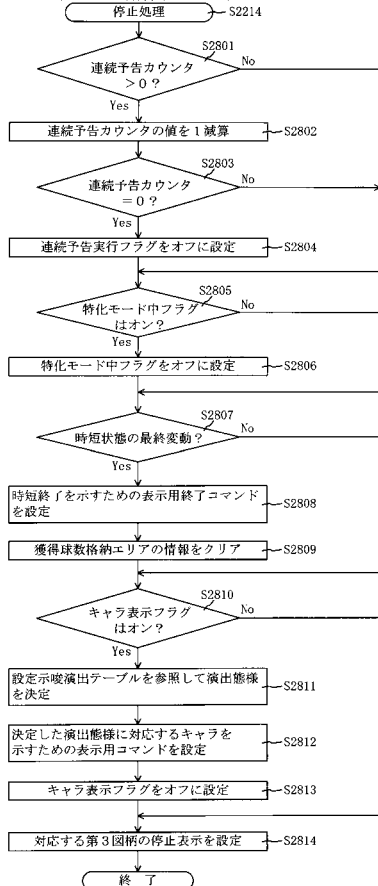 停止処理
S2214
S2801
連続予告カウンタ
>0?
No
Yes
連続予告カウンタの値を1減算
S2802
S2803
連続予告カウンタ
=0?
No
Yes
連続予告実行フラグをオフに設定
S2804
S2805
特化モード中フラグ
はオン?
No
Yes
特化モード中フラグをオフに設定
S2806
S2807
時短状態の最終変動?
No
Yes
時短終了を示すための表示用終了コマンド
を設定
S2808
獲得球数格納エリアの情報をクリア
S2809
S2810
キャラ表示フラグ
はオン?
No
Yes
設定示唆演出テーブルを参照して演出態様
を決定
S2811
決定した演出態様に対応するキャラを
示すための表示用コマンドを設定
S2812
キャラ表示フラグをオフに設定
S2813
対応する第3図柄の停止表示を設定
S2814
終了